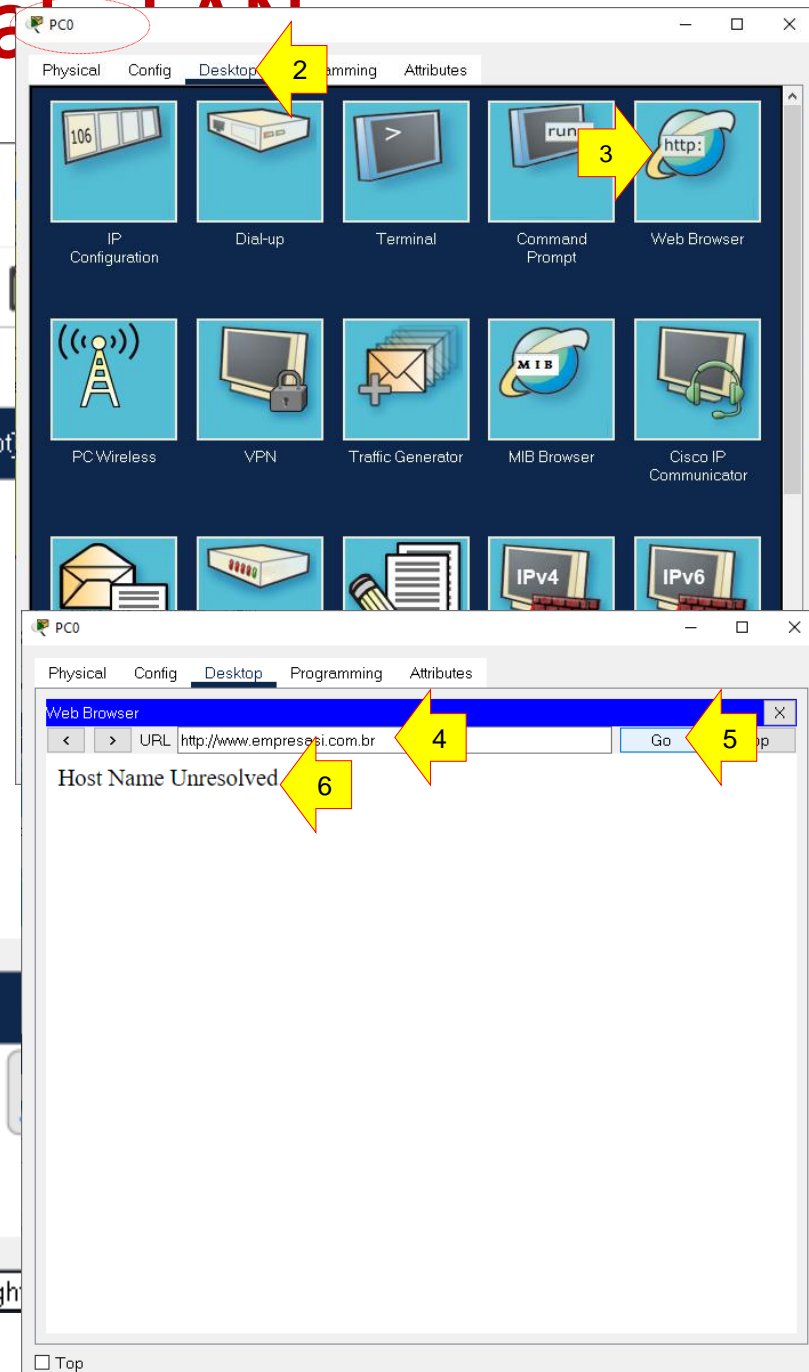 a LAN
PC0
Physical Config Desktop 2 amming Attributes
106
>
run
3
http:
IP Configuration
Dial-up
Terminal
Command Prompt
Web Browser
MIB
PC Wireless
VPN
Traffic Generator
MIB Browser
Cisco IP Communicator
IPv4
IPv6
PC0
Physical Config Desktop Programming Attributes
Web Browser X
< > URL http://www.empresasi.com.br 4 Go 5 op
Host Name Unresolved 6
Top